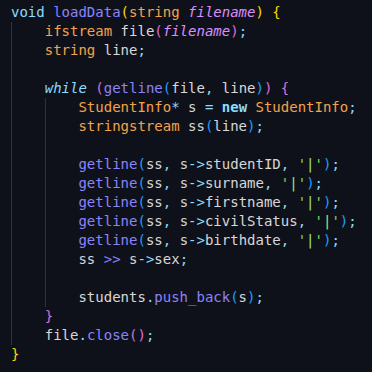 void loadData(string filename) {
    ifstream file(filename);
    string line;

    while (getline(file, line)) {
        StudentInfo* s = new StudentInfo;
        stringstream ss(line);

        getline(ss, s->studentID, '|');
        getline(ss, s->surname, '|');
        getline(ss, s->firstname, '|');
        getline(ss, s->civilStatus, '|');
        getline(ss, s->birthdate, '|');
        ss >> s->sex;

        students.push_back(s);
    }
    file.close();
}